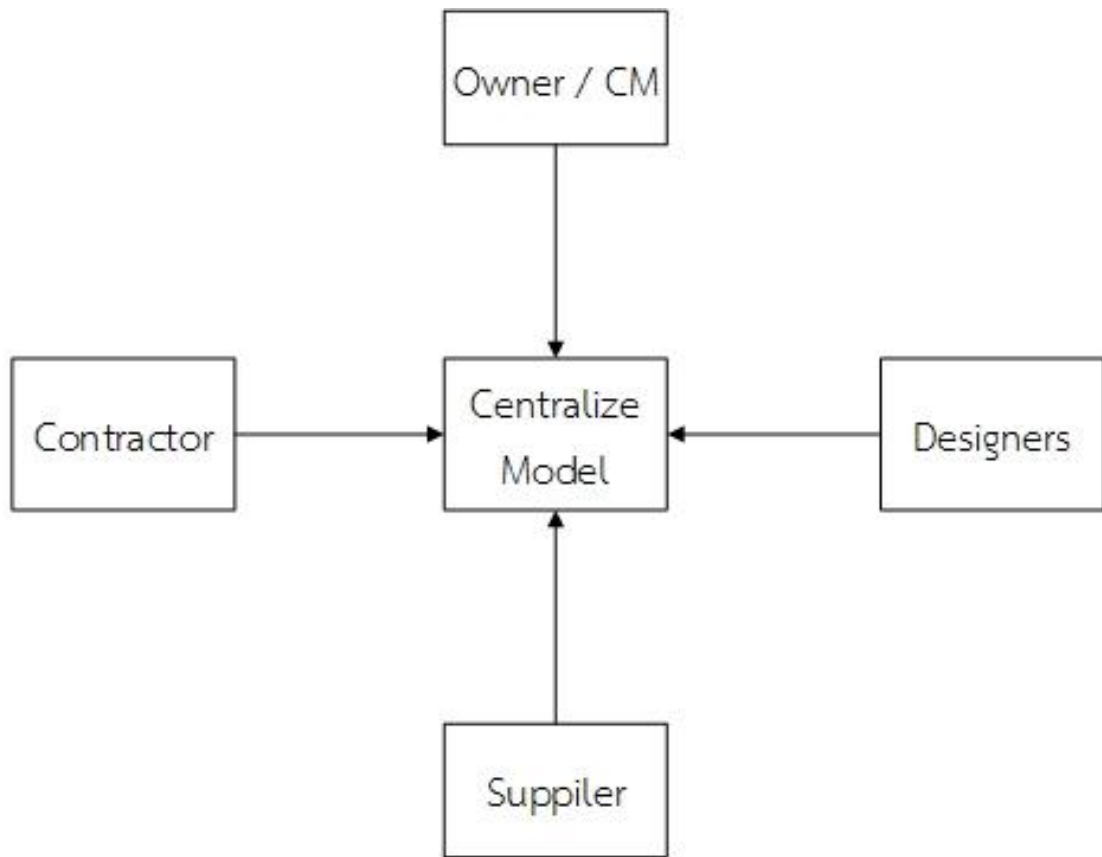 Owner / CM
Contractor
Centralize
Model
Designers
Suppiler